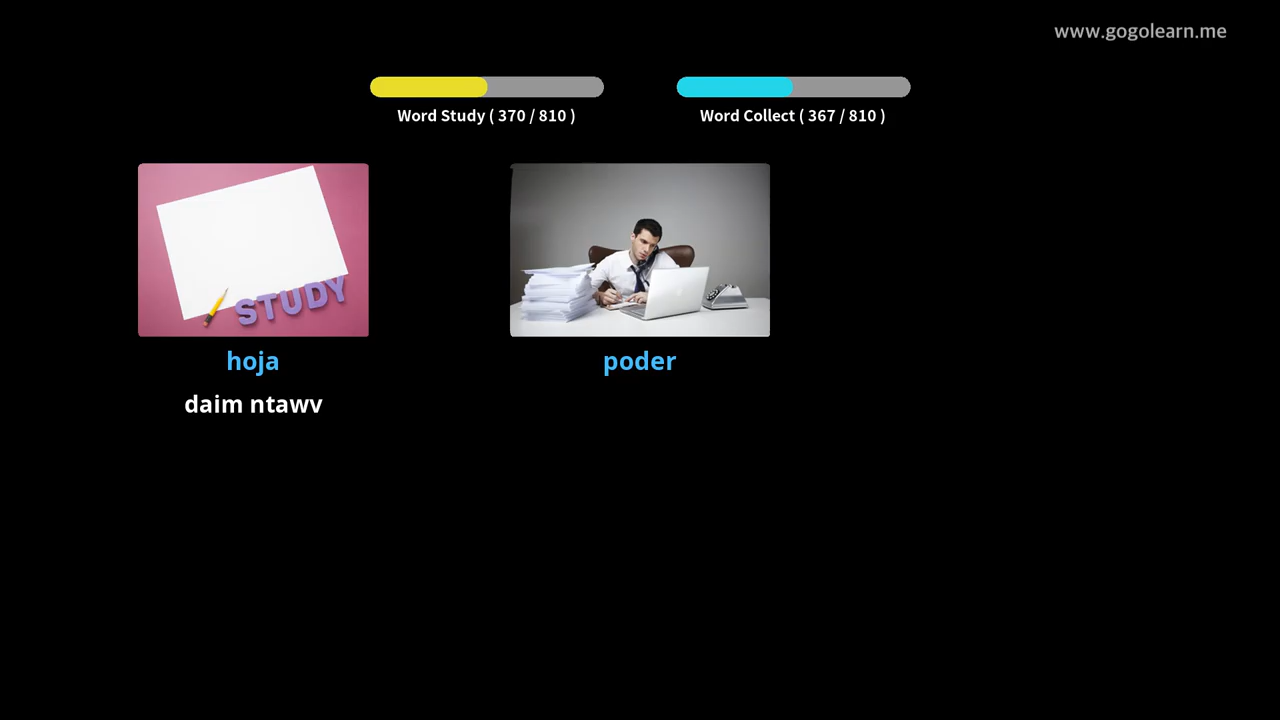 www.gogolearn.me
Word Study ( 370 / 810 )
Word Collect ( 367 / 810 )
STUDY
hoja
poder
daim ntawv